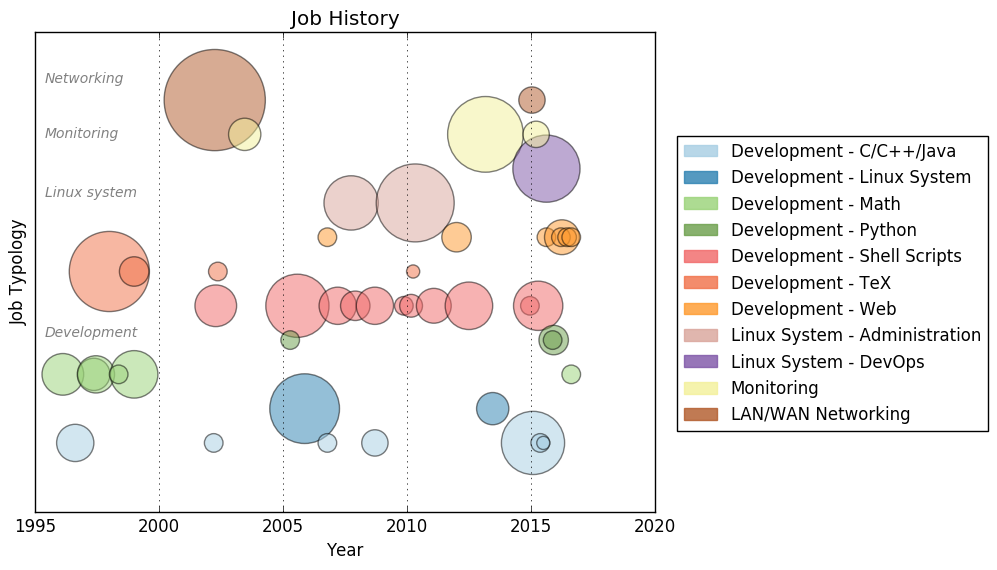 Job History
Networking
Monitoring
Linux system
Development
Job Typology
1995 2000 2005 2010 2015 2020
Year
Development - C/C++/Java
Development - Linux System
Development - Math
Development - Python
Development - Shell Scripts
Development - TeX
Development - Web
Linux System - Administration
Linux System - DevOps
Monitoring
LAN/WAN Networking